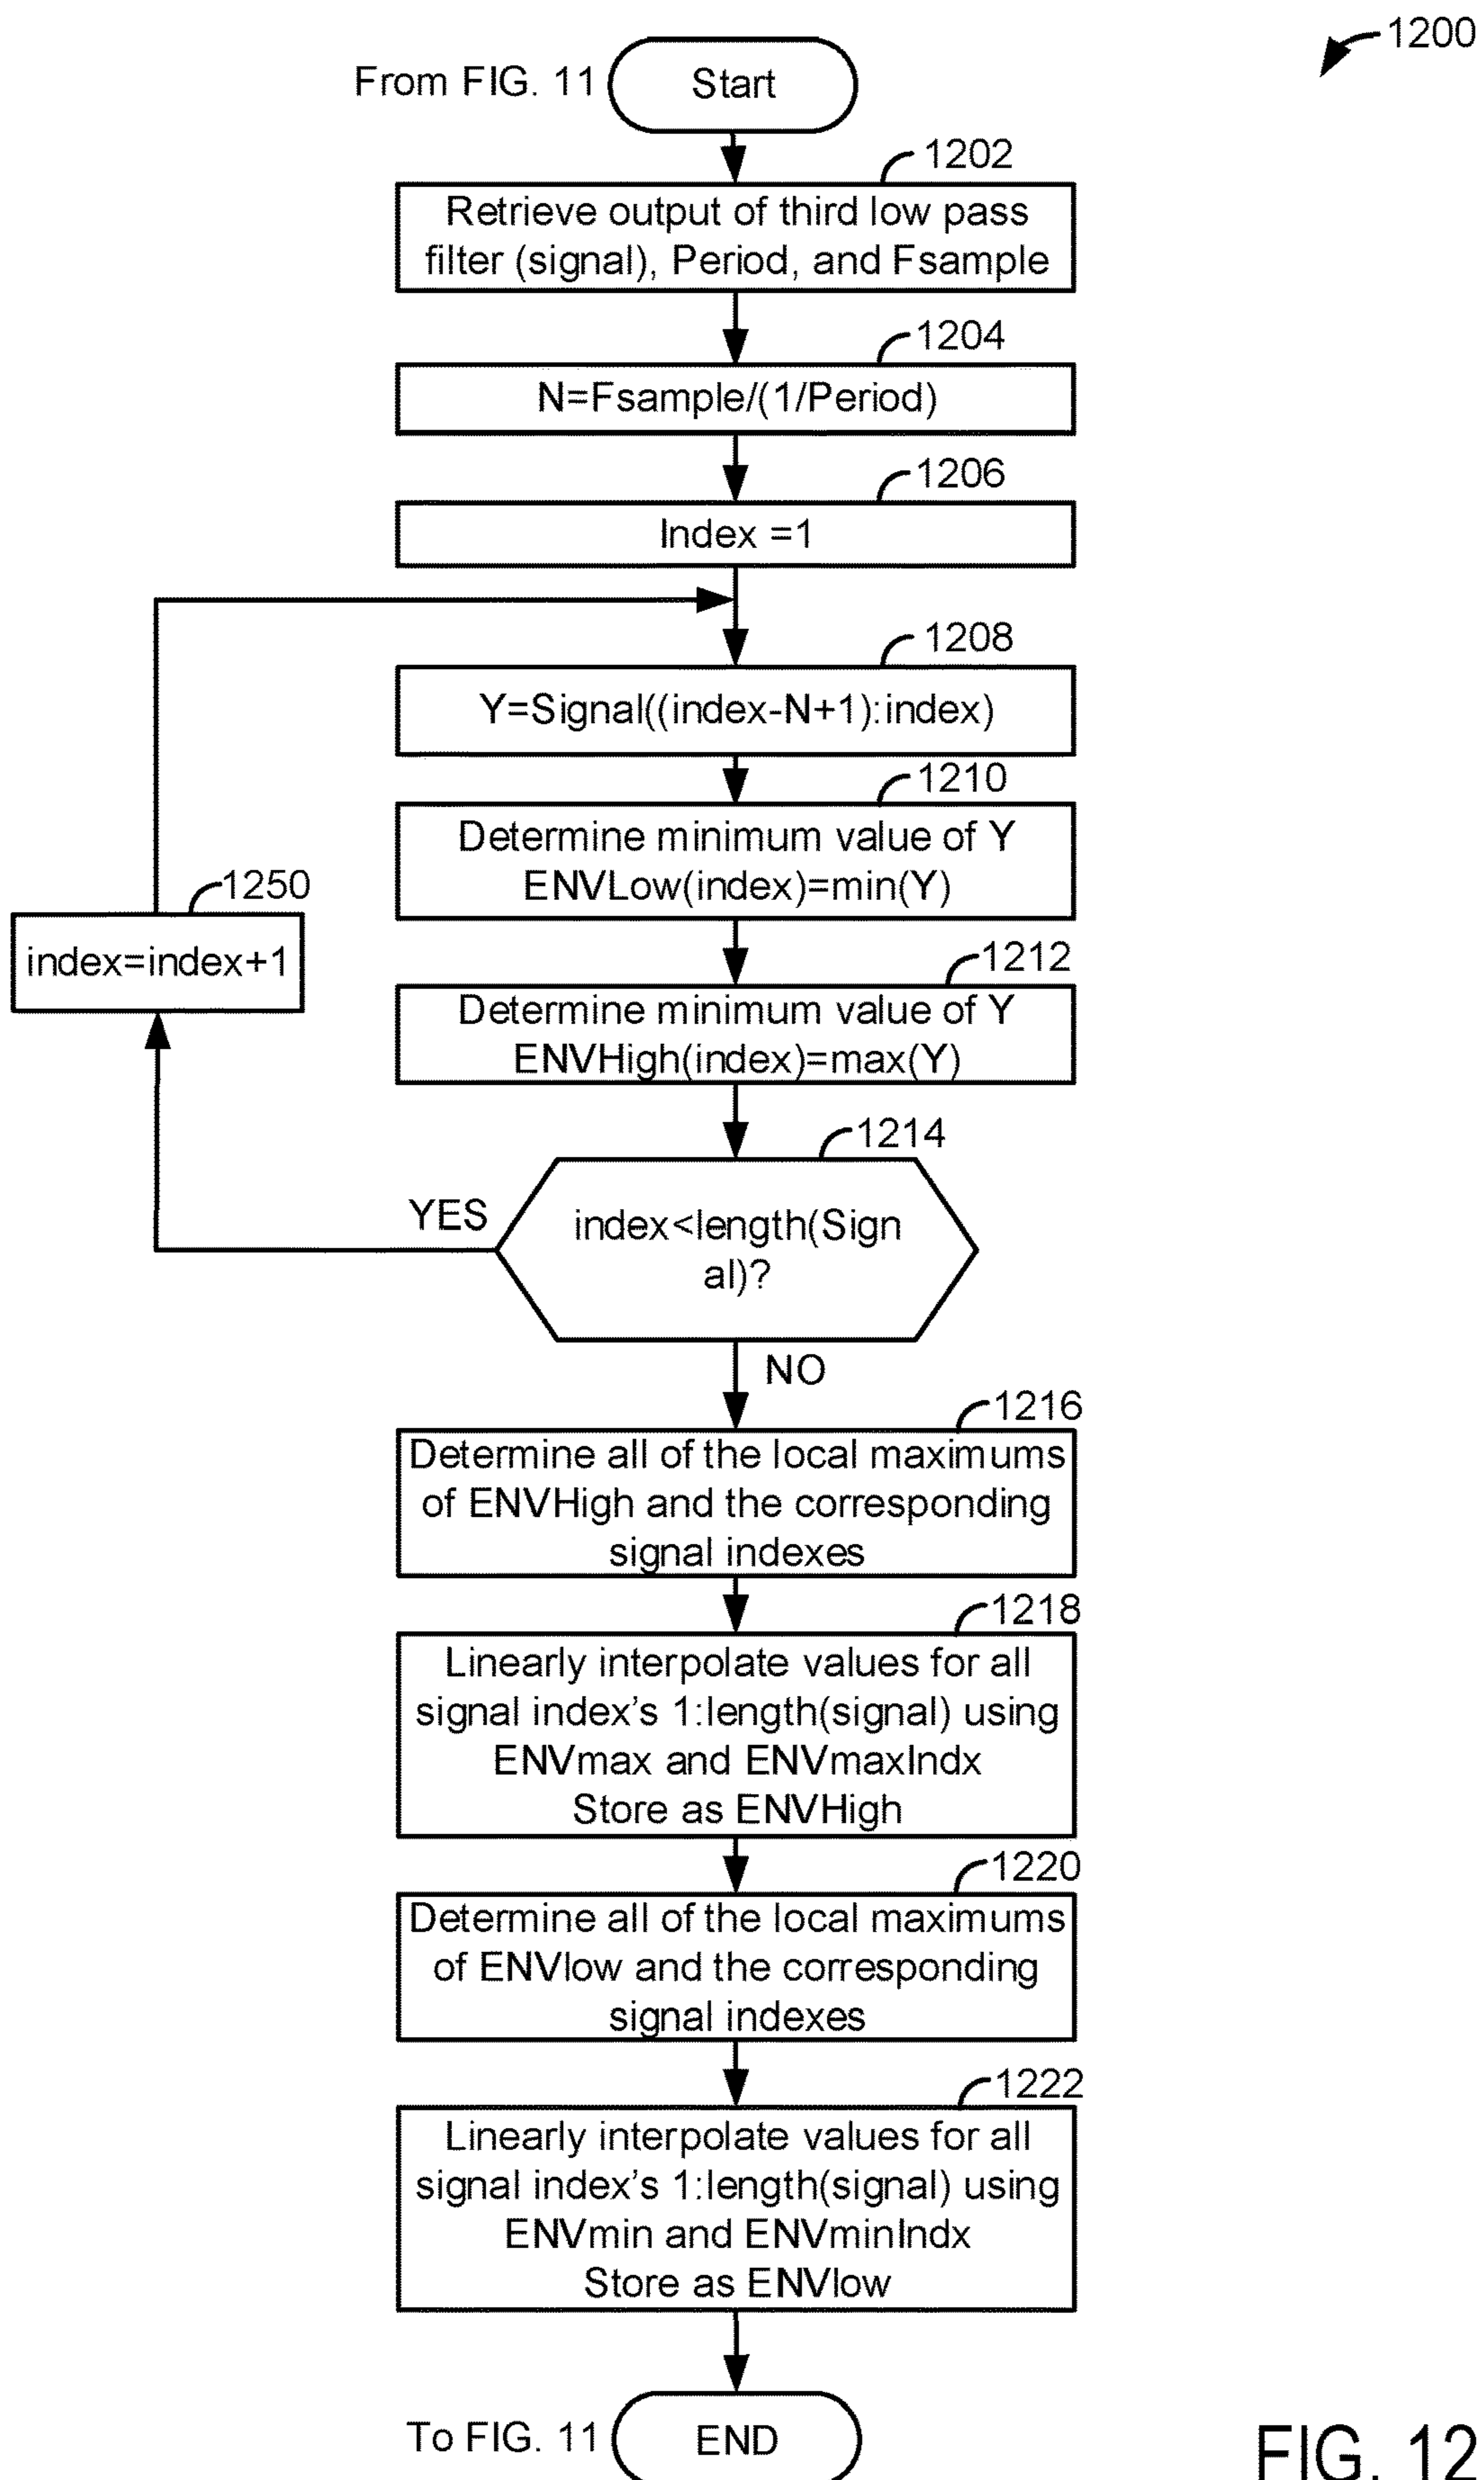 1200
From FIG. 11
Start
1202
Retrieve output of third low pass
filter (signal), Period, and Fsample
1204
N=Fsample/(1/Period)
1206
Index =1
1208
Y=Signal((index-N+1):index)
1210
Determine minimum value of Y
ENVLow(index)=min(Y)
1250
index=index+1
1212
Determine minimum value of Y
ENVHigh(index)=max(Y)
1214
YES
index<length(Sign
al)?
NO
1216
Determine all of the local maximums
of ENVHigh and the corresponding
signal indexes
1218
Linearly interpolate values for all
signal index's 1:length(signal) using
ENVmax and ENVmaxIndx
Store as ENVHigh
1220
Determine all of the local maximums
of ENVlow and the corresponding
signal indexes
1222
Linearly interpolate values for all
signal index's 1:length(signal) using
ENVmin and ENVminIndx
Store as ENVlow
To FIG. 11
END
FIG. 12